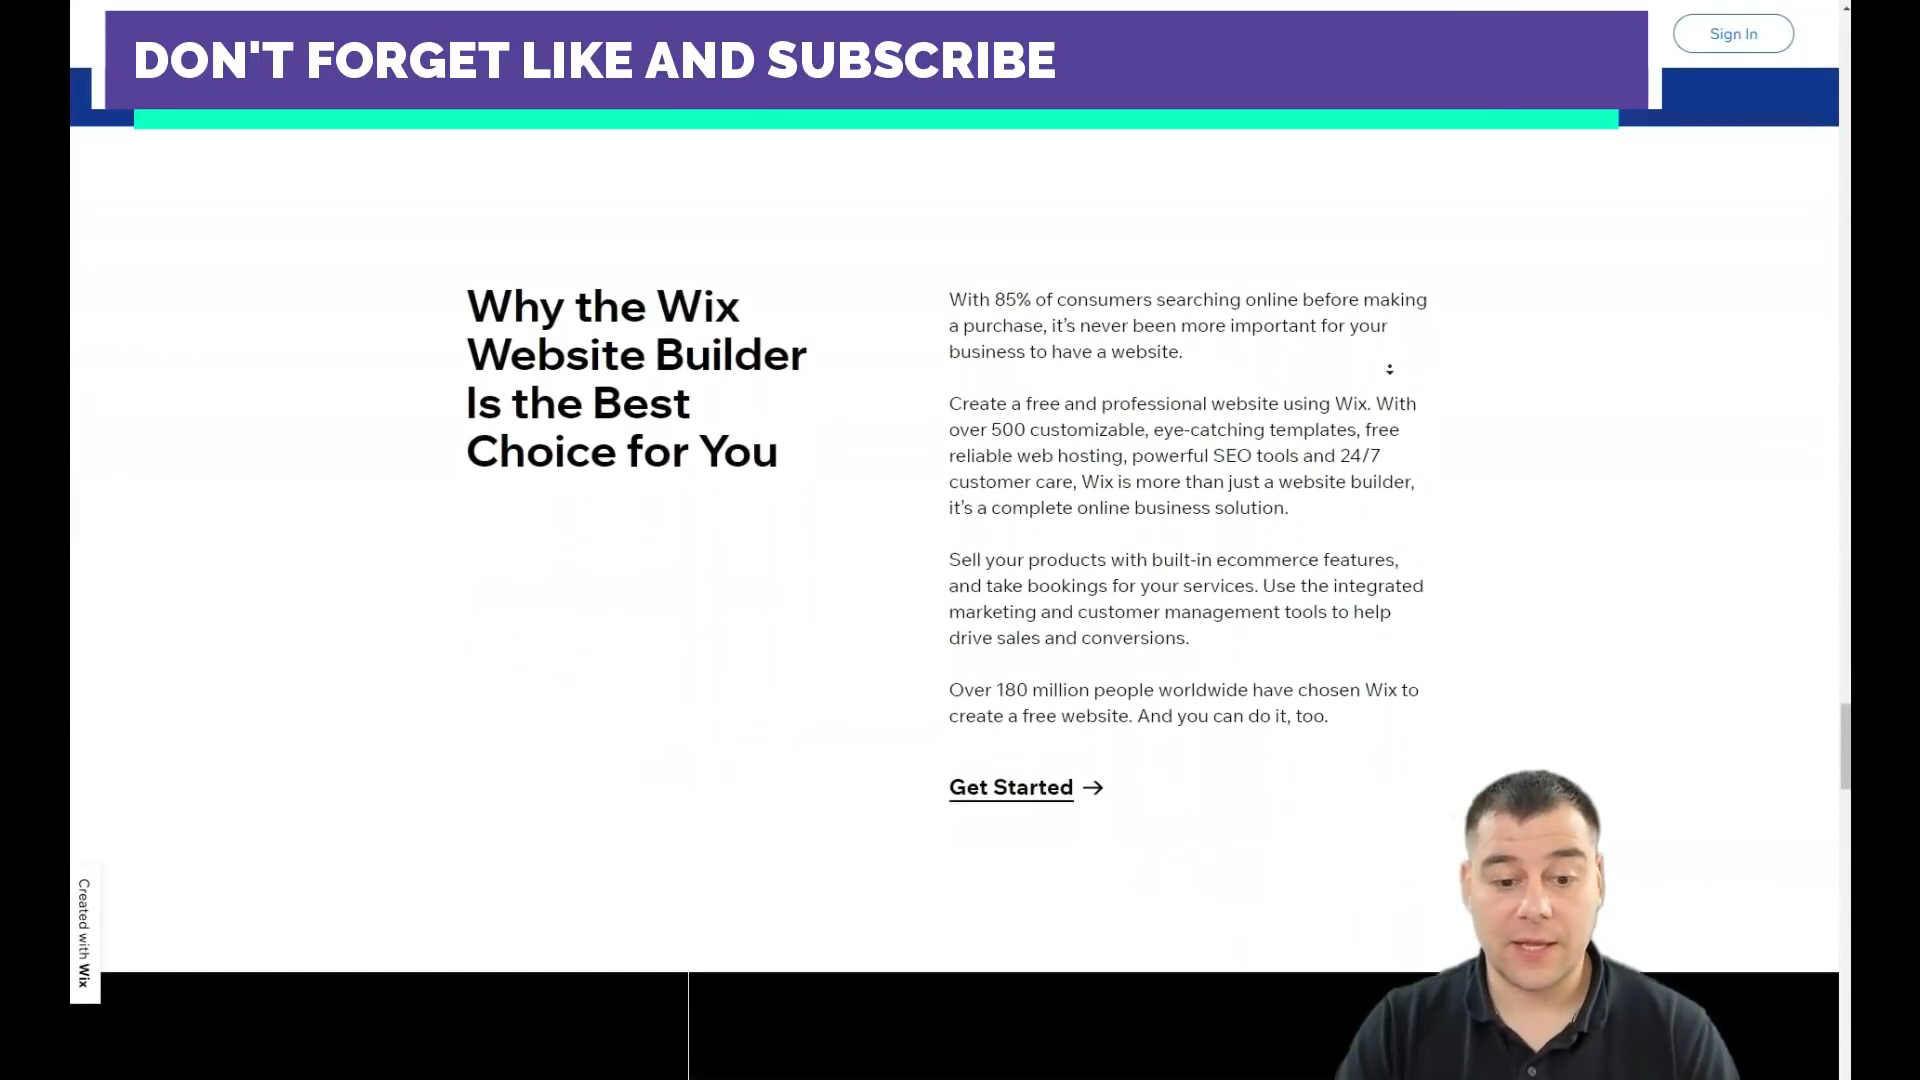 DON'T FORGET LIKE AND SUBSCRIBE
Sign In
Why the Wix
Website Builder
Is the Best
Choice for You
With 85% of consumers searching online before making
a purchase, it’s never been more important for your
business to have a website.
Create a free and professional website using Wix. With
over 500 customizable, eye-catching templates, free
reliable web hosting, powerful SEO tools and 24/7
customer care, Wix is more than just a website builder,
it’s a complete online business solution.
Sell your products with built-in ecommerce features,
and take bookings for your services. Use the integrated
marketing and customer management tools to help
drive sales and conversions.
Over 180 million people worldwide have chosen Wix to
create a free website. And you can do it, too.
Get Started →
Created with Wix